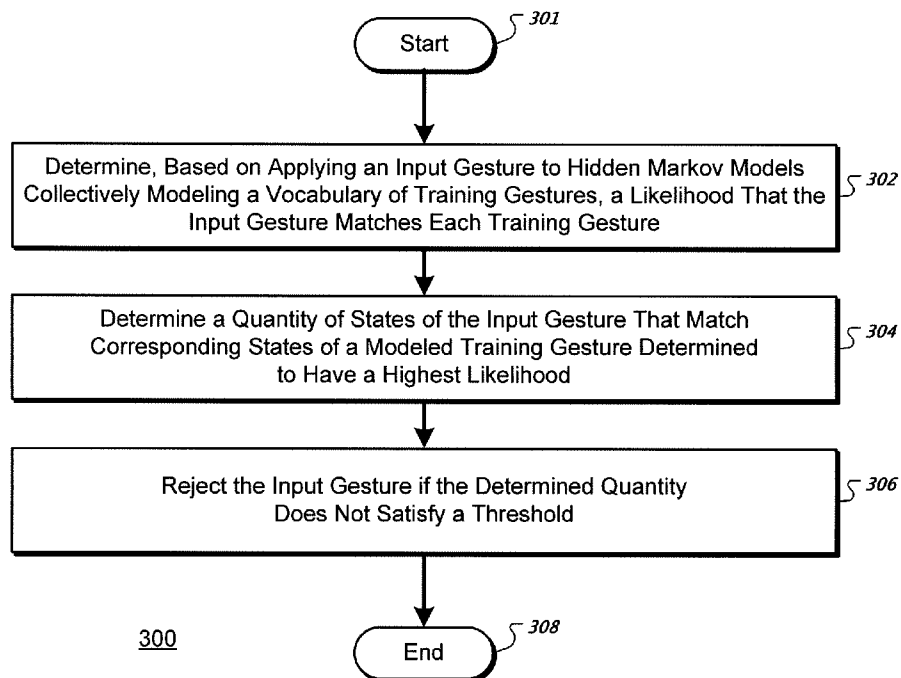 Start
301
Determine, Based on Applying an Input Gesture to Hidden Markov Models
Collectively Modeling a Vocabulary of Training Gestures, a Likelihood That the
Input Gesture Matches Each Training Gesture
302
Determine a Quantity of States of the Input Gesture That Match
Corresponding States of a Modeled Training Gesture Determined
to Have a Highest Likelihood
304
Reject the Input Gesture if the Determined Quantity
Does Not Satisfy a Threshold
306
300
End
308